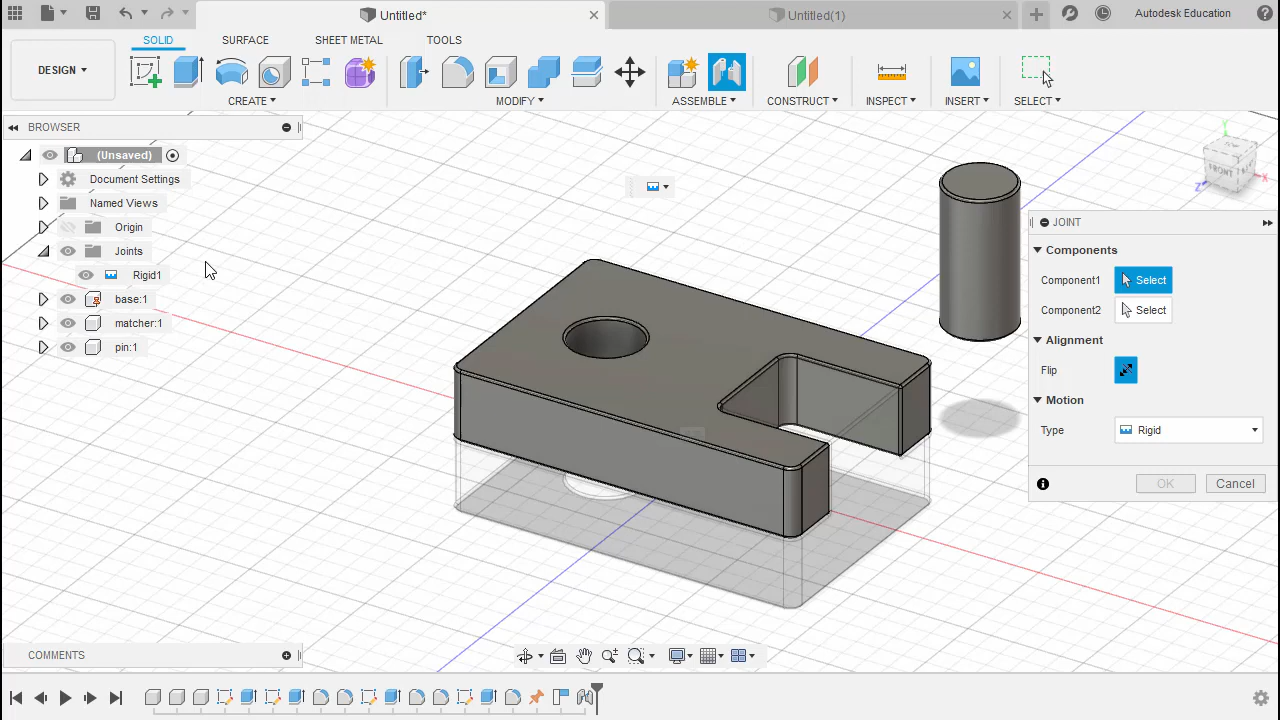 Untitled*
Untitled(1)
Autodesk Education
SOLID
SURFACE
SHEET METAL
TOOLS
DESIGN
CREATE
MODIFY
ASSEMBLE
CONSTRUCT
INSPECT
INSERT
SELECT
BROWSER
(Unsaved)
Document Settings
Named Views
Origin
Joints
Rigid1
base:1
matcher:1
pin:1
Y
FRONT
X
Z
JOINT
Components
Component1 Select
Component2 Select
Alignment
Flip
Motion
Type Rigid
OK Cancel
COMMENTS